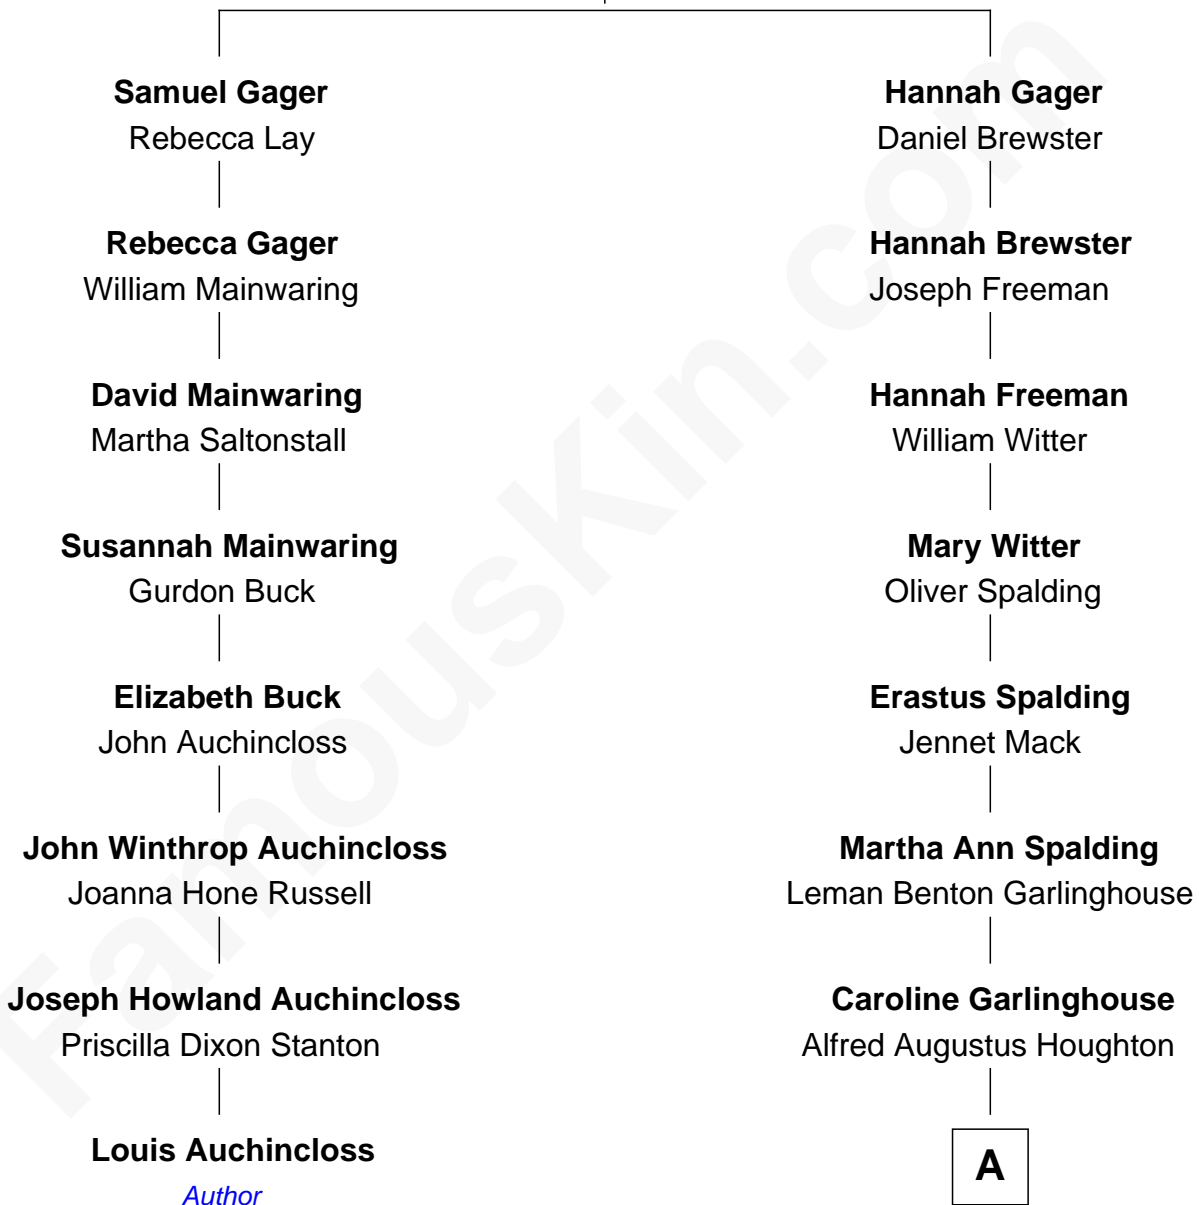 Samuel Gager
Rebecca Lay
Rebecca Gager
William Mainwaring
David Mainwaring
Martha Saltonstall
Susannah Mainwaring
Gurdon Buck
Elizabeth Buck
John Auchincloss
John Winthrop Auchincloss
Joanna Hone Russell
Joseph Howland Auchincloss
Priscilla Dixon Stanton
Louis Auchincloss
Author
Hannah Gager
Daniel Brewster
Hannah Brewster
Joseph Freeman
Hannah Freeman
William Witter
Mary Witter
Oliver Spalding
Erastus Spalding
Jennet Mack
Martha Ann Spalding
Leman Benton Garlinghouse
Caroline Garlinghouse
Alfred Augustus Houghton
A
FamousKin.com